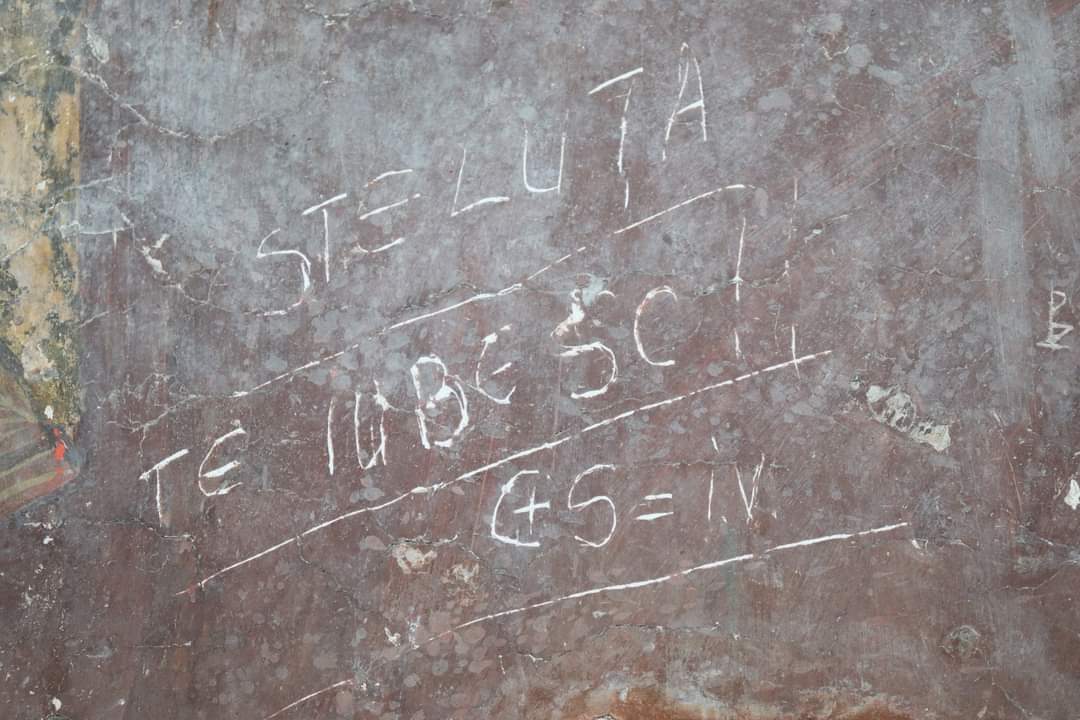 STELUTA
TE IUBESC !!
C+S=IV